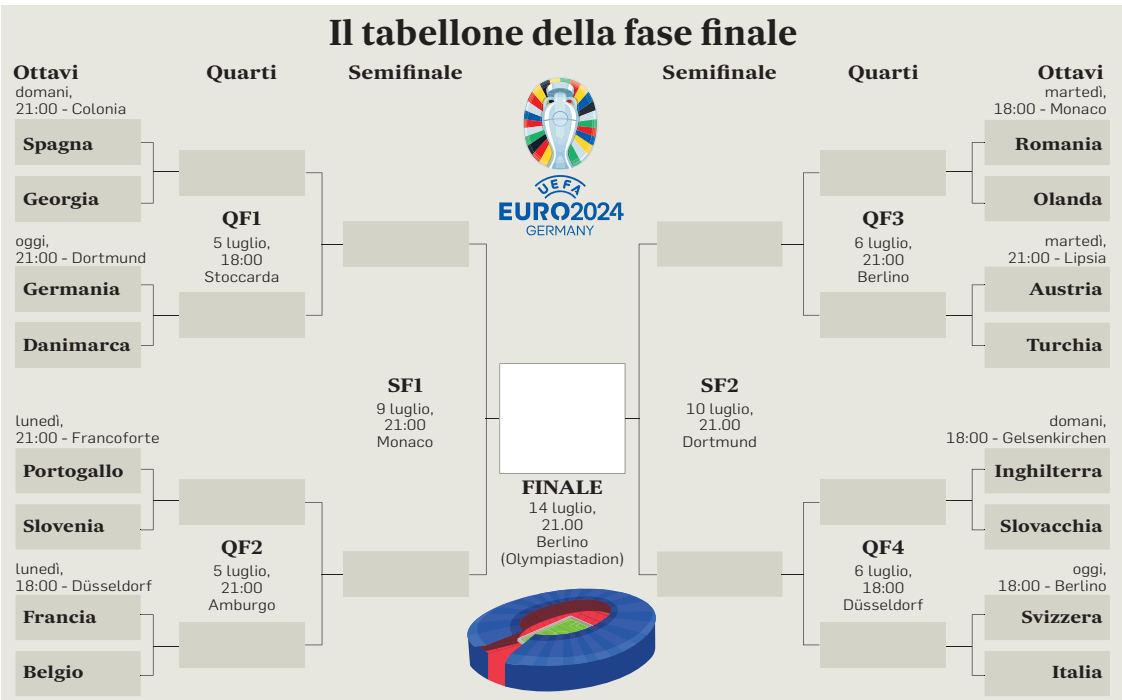 Il tabellone della fase finale
Ottavi
Quarti
Semifinale
Semifinale
Quarti
Ottavi
domani,
21:00 - Colonia
Spagna
Georgia
oggi,
21:00 - Dortmund
Germania
Danimarca
lunedì,
21:00 - Francoforte
Portogallo
Slovenia
lunedì,
18:00 - Düsseldorf
Francia
Belgio
QF1
5 luglio,
18:00
Stoccarda
QF2
5 luglio,
21:00
Amburgo
SF1
9 luglio,
21:00
Monaco
UEFA
EURO2024
GERMANY
FINALE
14 luglio,
21.00
Berlino
(Olympiastadion)
SF2
10 luglio,
21.00
Dortmund
QF3
6 luglio,
21:00
Berlino
QF4
6 luglio,
18:00
Düsseldorf
martedì,
18:00 - Monaco
Romania
Olanda
martedì,
21:00 - Lipsia
Austria
Turchia
domani,
18:00 - Gelsenkirchen
Inghilterra
Slovacchia
oggi,
18:00 - Berlino
Svizzera
Italia